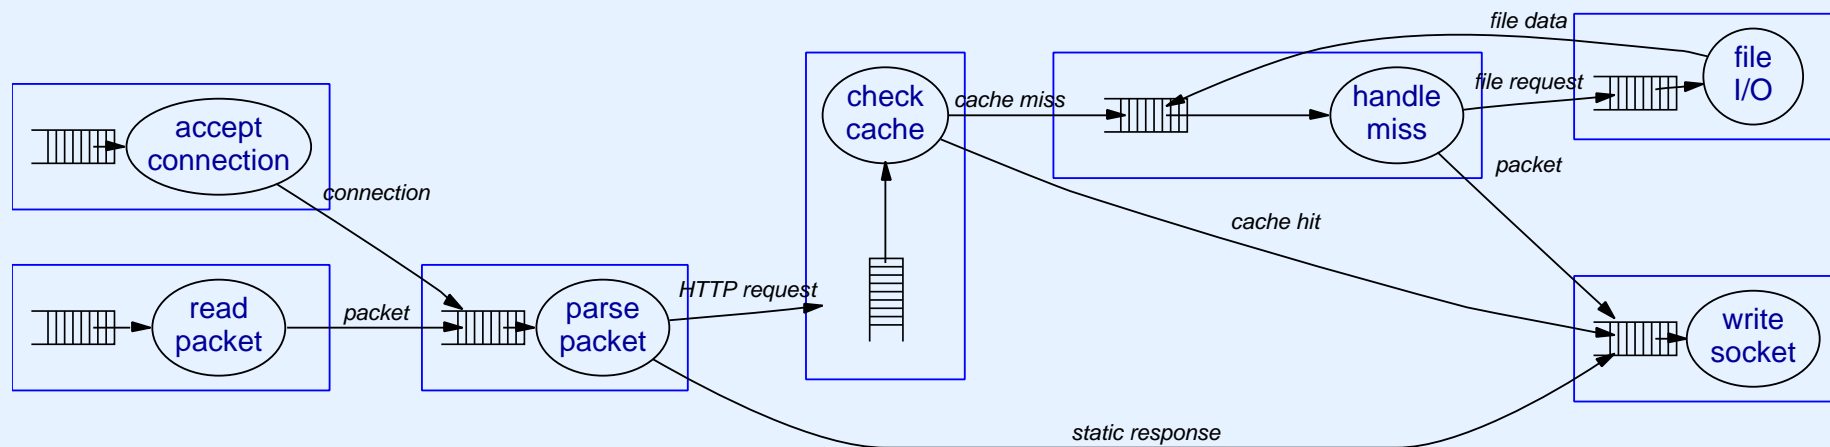 accept
connection
connection
read
packet
packet
parse
packet
HTTP request
check
cache
cache miss
cache hit
static response
handle
miss
packet
file request
file data
file
I/O
write
socket